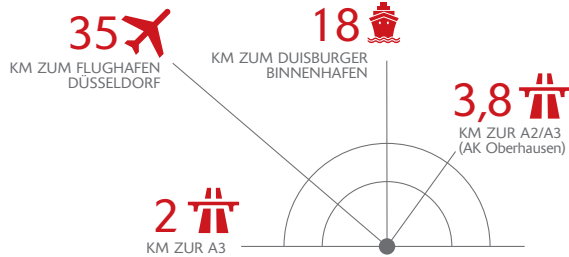 35
KM ZUM FLUGHAFEN
DÜSSELDORF
18
KM ZUM DUISBURGER
BINNENHAFEN
3,8
KM ZUR A2/A3
(AK Oberhausen)
2
KM ZUR A3